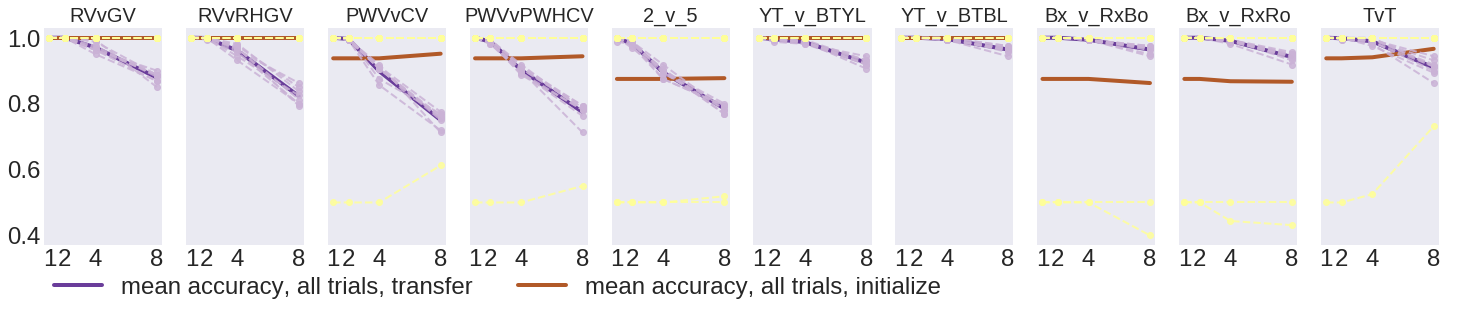 RVvGV RVvRHGV PWVvCV PWVvPWHCV 2_v_5 YT_v_BTYL YT_v_BTBL Bx_v_RxBo Bx_v_RxRo TvT
1.0
0.8
0.6
0.4
12 4 8 12 4 8 12 4 8 12 4 8 12 4 8 12 4 8 12 4 8 12 4 8 12 4 8 12 4 8
mean accuracy, all trials, transfer mean accuracy, all trials, initialize